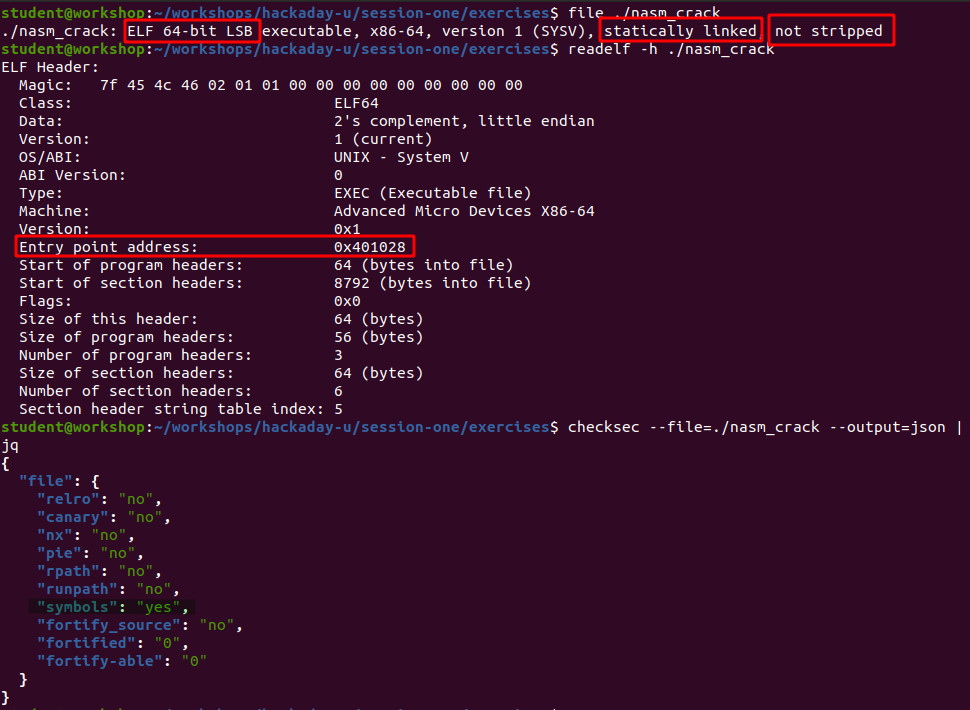 student@workshop:~/workshops/hackaday-u/session-one/exercises$ file ./nasm_crack
./nasm_crack: ELF 64-bit LSB executable, x86-64, version 1 (SYSV), statically linked, not stripped
student@workshop:~/workshops/hackaday-u/session-one/exercises$ readelf -h ./nasm_crack
ELF Header:
  Magic:   7f 45 4c 46 02 01 01 00 00 00 00 00 00 00 00 00
  Class:                             ELF64
  Data:                              2's complement, little endian
  Version:                           1 (current)
  OS/ABI:                            UNIX - System V
  ABI Version:                       0
  Type:                              EXEC (Executable file)
  Machine:                           Advanced Micro Devices X86-64
  Version:                           0x1
  Entry point address:               0x401028
  Start of program headers:          64 (bytes into file)
  Start of section headers:          8792 (bytes into file)
  Flags:                             0x0
  Size of this header:               64 (bytes)
  Size of program headers:           56 (bytes)
  Number of program headers:         3
  Size of section headers:           64 (bytes)
  Number of section headers:         6
  Section header string table index: 5
student@workshop:~/workshops/hackaday-u/session-one/exercises$ checksec --file=./nasm_crack --output=json |
jq
{
  "file": {
    "relro": "no",
    "canary": "no",
    "nx": "no",
    "pie": "no",
    "rpath": "no",
    "runpath": "no",
    "symbols": "yes",
    "fortify_source": "no",
    "fortified": "0",
    "fortify-able": "0"
  }
}